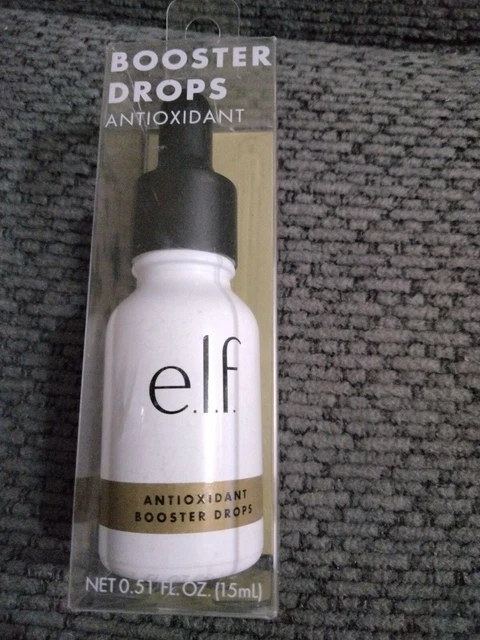 BOOSTER
DROPS
ANTIOXIDANT
e.l.f.
ANTIOXIDANT
BOOSTER DROPS
NET 0.51 FL. OZ. (15mL)